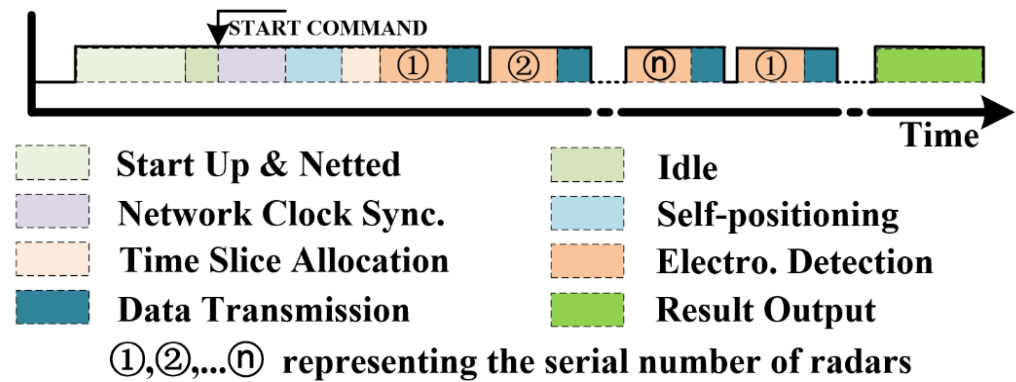 START COMMAND
① ② ⓝ ①
Time
Start Up & Netted
Idle
Network Clock Sync.
Self-positioning
Time Slice Allocation
Electro. Detection
Data Transmission
Result Output
①,②,...ⓝ representing the serial number of radars